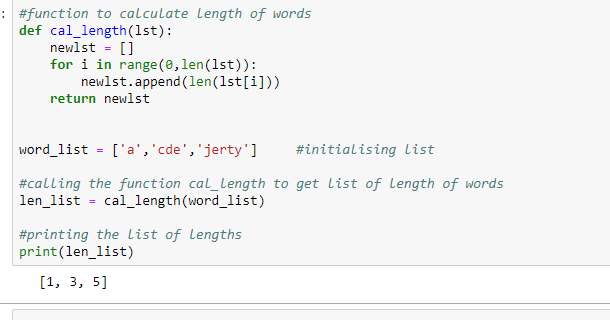 :
#function to calculate length of words
def cal_length(lst):
    newlst = []
    for i in range(0,len(lst)):
        newlst.append(len(lst[i]))
    return newlst
word_list = ['a','cde','jerty']     #initialising list
#calling the function cal_length to get list of length of words
len_list = cal_length(word_list)
#printing the list of lengths
print(len_list)
[1, 3, 5]